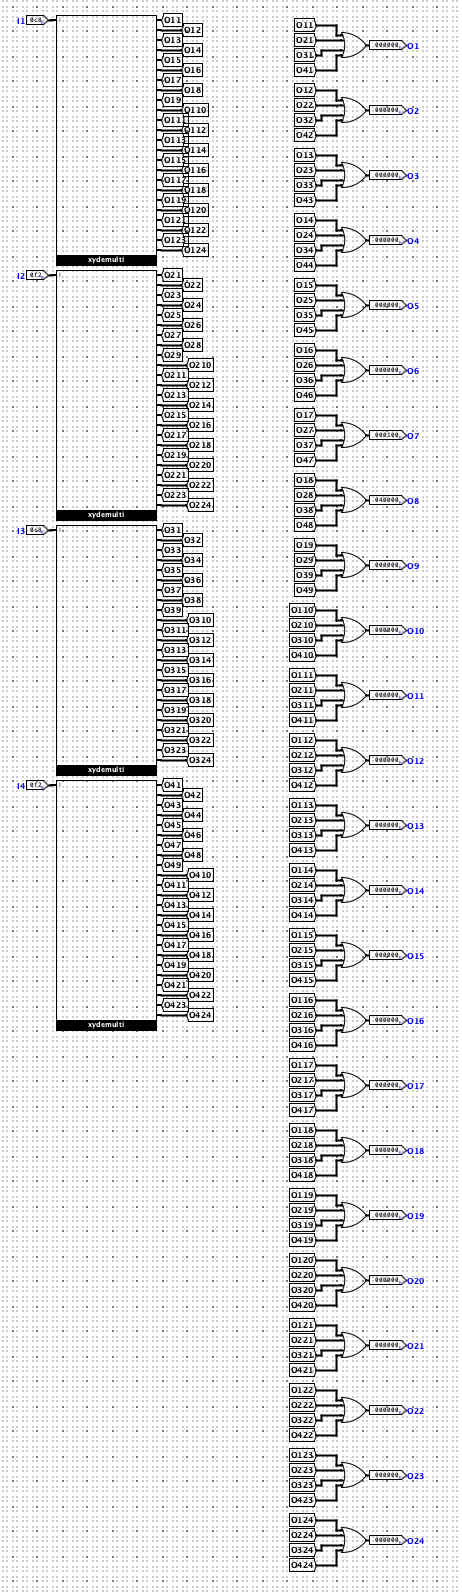 I1 048 O11
O12
O13
O14
O15
O16
O17
O18
O19
O110
O111
O112
O113
O114
O115
O116
O117
O118
O119
O120
O121
O122
O123
O124
xydemulti
I2 0f2 O21
O22
O23
O24
O25
O26
O27
O28
O29
O210
O211
O212
O213
O214
O215
O216
O217
O218
O219
O220
O221
O222
O223
O224
xydemulti
I3 048 O31
O32
O33
O34
O35
O36
O37
O38
O39
O310
O311
O312
O313
O314
O315
O316
O317
O318
O319
O320
O321
O322
O323
O324
xydemulti
I4 0f2 O41
O42
O43
O44
O45
O46
O47
O48
O49
O410
O411
O412
O413
O414
O415
O416
O417
O418
O419
O420
O421
O422
O423
O424
xydemulti
O11
O21
O31
O41
000000 O1
O12
O22
O32
O42
000000 O2
O13
O23
O33
O43
000000 O3
O14
O24
O34
O44
000000 O4
O15
O25
O35
O45
000000 O5
O16
O26
O36
O46
000000 O6
O17
O27
O37
O47
000100 O7
O18
O28
O38
O48
040000 O8
O19
O29
O39
O49
000000 O9
O110
O210
O310
O410
000000 O10
O111
O211
O311
O411
000000 O11
O112
O212
O312
O412
000000 O12
O113
O213
O313
O413
000000 O13
O114
O214
O314
O414
000000 O14
O115
O215
O315
O415
000000 O15
O116
O216
O316
O416
000000 O16
O117
O217
O317
O417
000000 O17
O118
O218
O318
O418
000000 O18
O119
O219
O319
O419
000000 O19
O120
O220
O320
O420
000000 O20
O121
O221
O321
O421
000000 O21
O122
O222
O322
O422
000000 O22
O123
O223
O323
O423
000000 O23
O124
O224
O324
O424
000000 O24